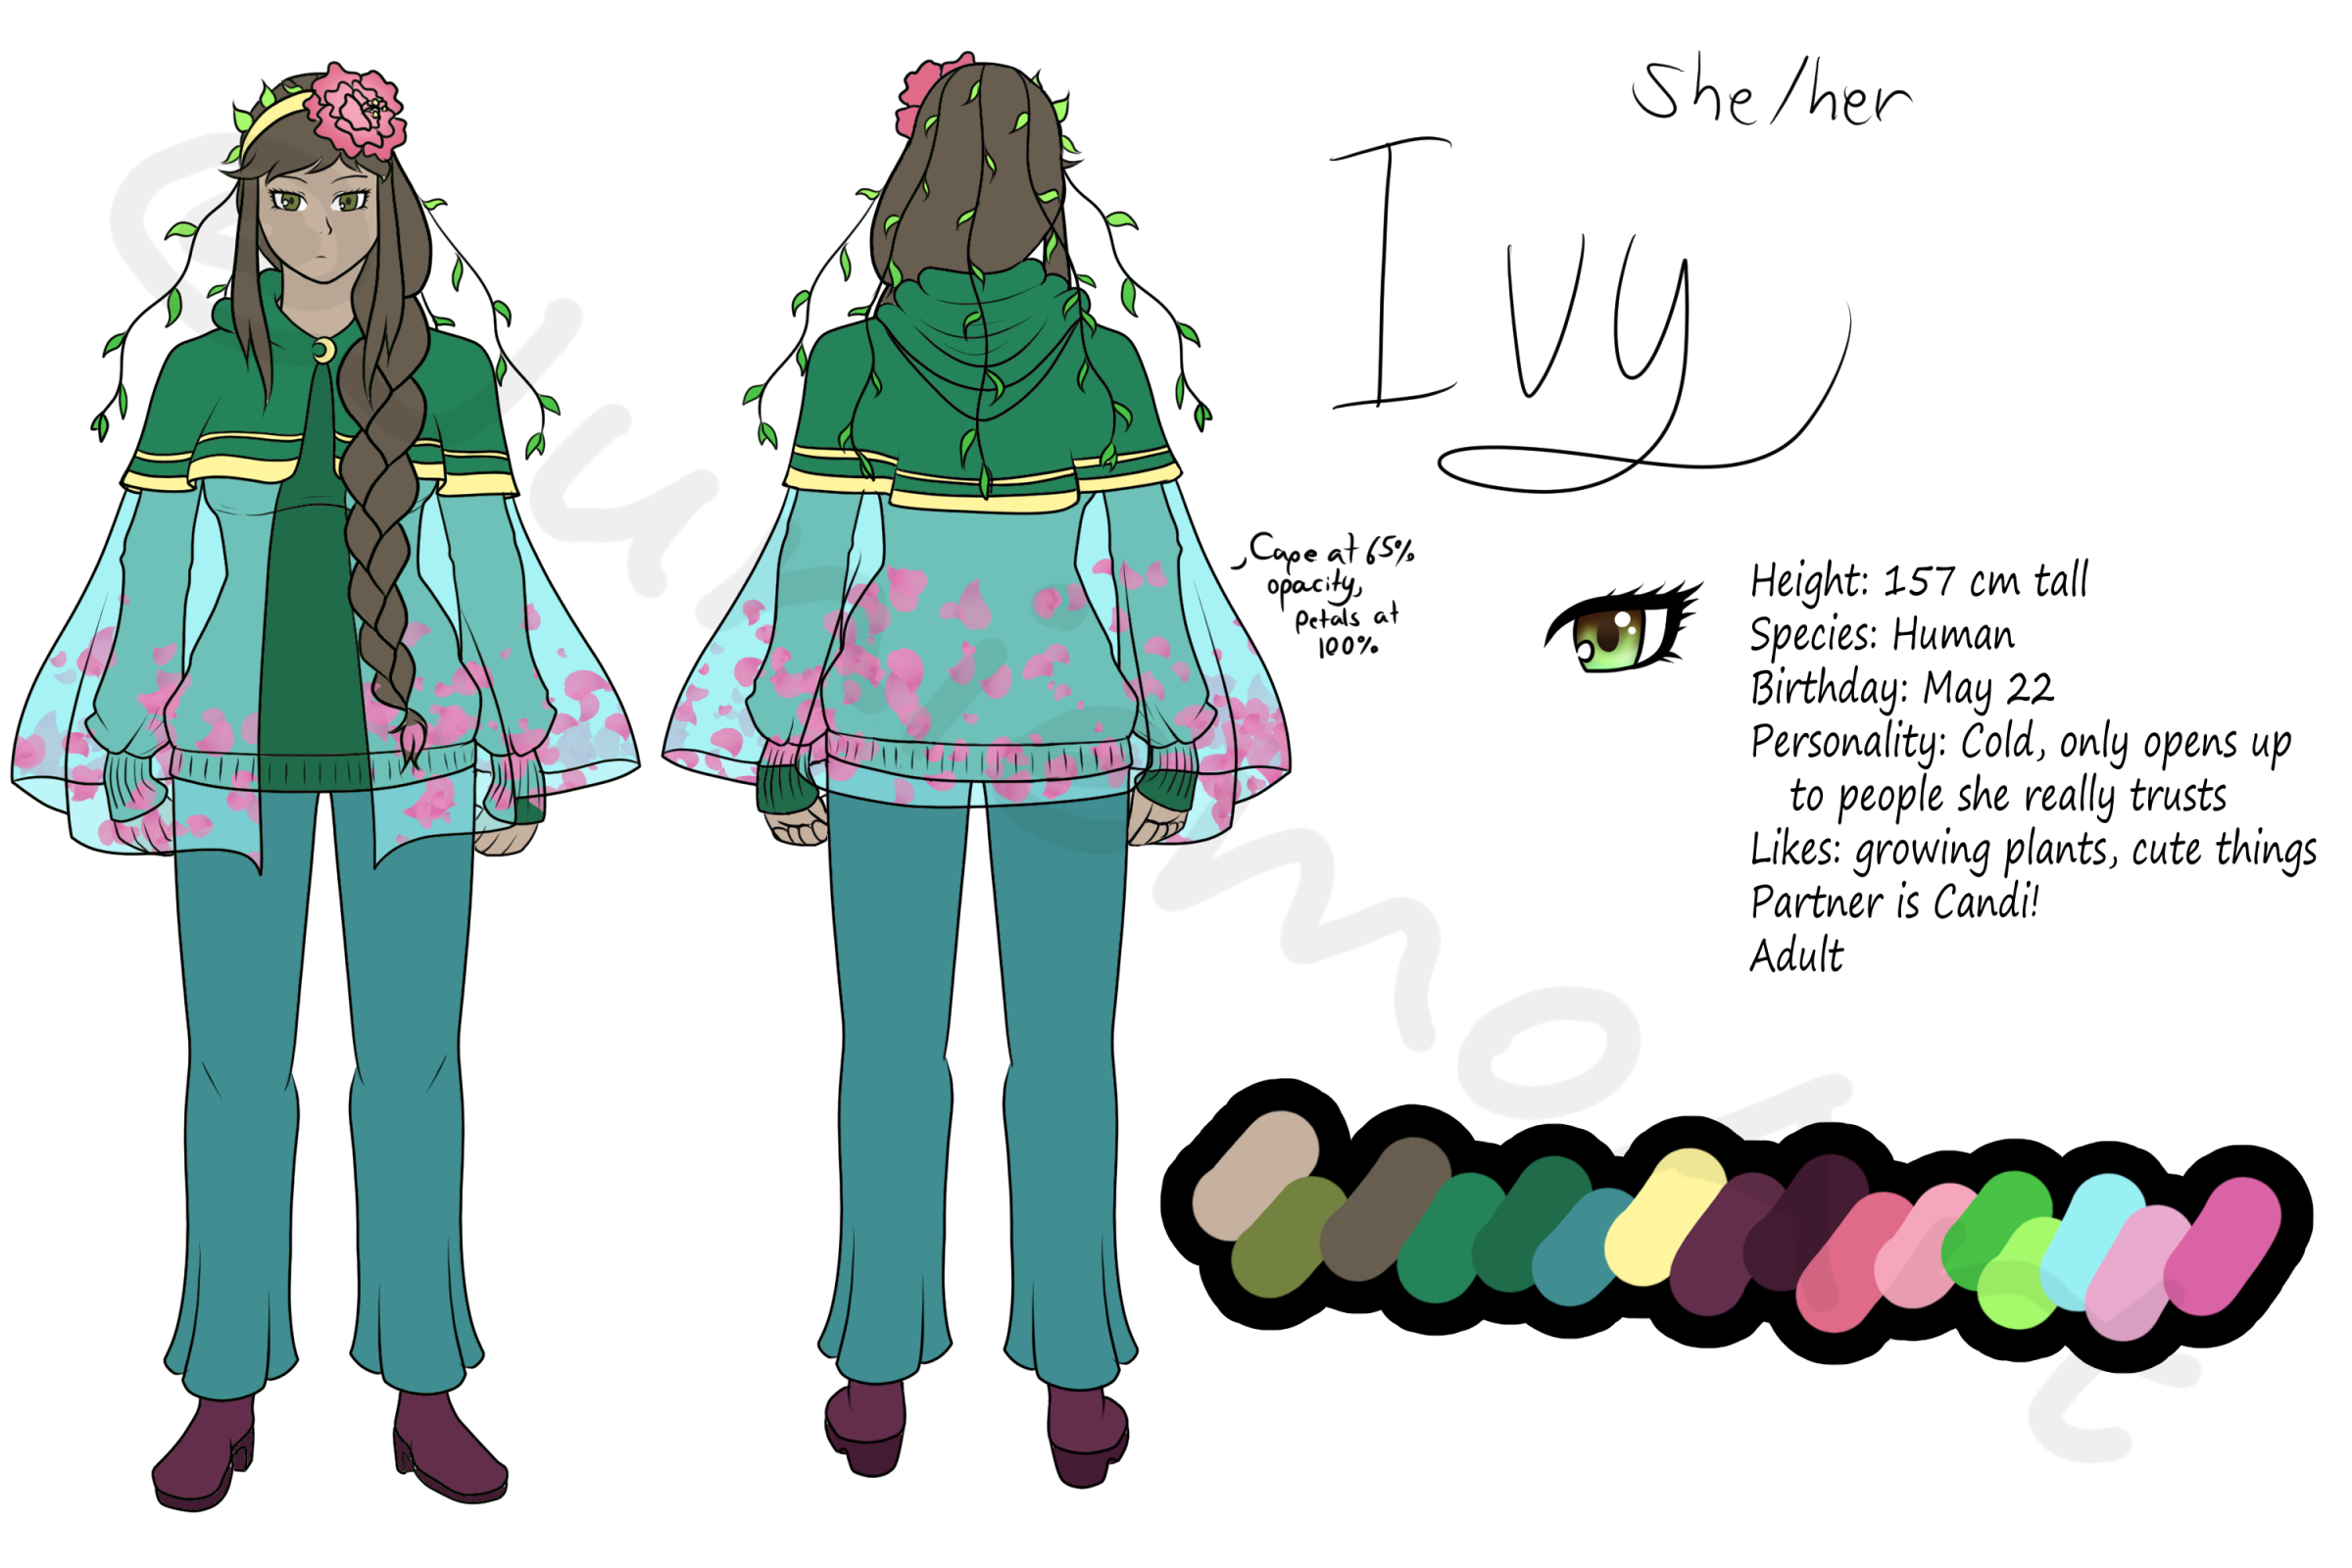 She/her
Ivy
Cape at 65%
opacity,
Petals at
100%
Height: 157 cm tall
Species: Human
Birthday: May 22
Personality: Cold, only opens up
to people she really trusts
Likes: growing plants, cute things
Partner is Candi!
Adult